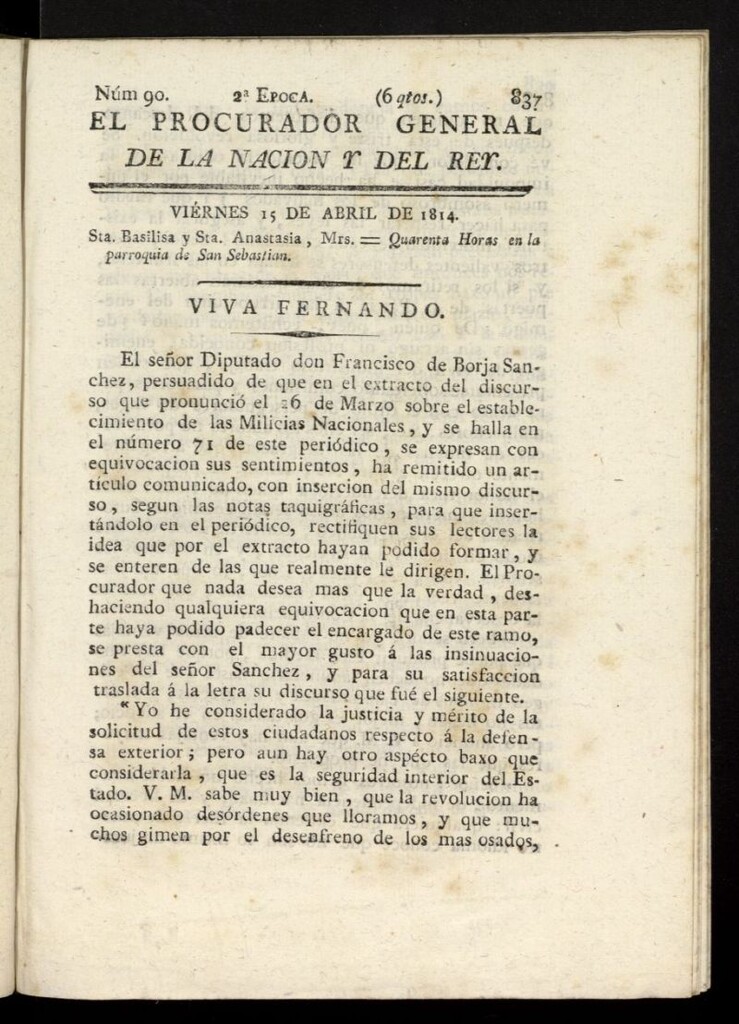 Núm 90. 2ª EPOCA. (6 qtos.) 837
EL PROCURADOR GENERAL
DE LA NACION Y DEL REY.
VIÉRNES 15 DE ABRIL DE 1814.
Sta. Basilisa y Sta. Anastasia, Mrs. = Quarenta Horas en la
parroquia de San Sebastian.
VIVA FERNANDO.
El señor Diputado don Francisco de Borja San-
chez, persuadido de que en el extracto del discur-
so que pronunció el 26 de Marzo sobre el estable-
cimiento de las Milicias Nacionales, y se halla en
el número 71 de este periódico, se expresan con
equivocacion sus sentimientos, ha remitido un ar-
tículo comunicado, con insercion del mismo discur-
so, segun las notas taquigráficas, para que inser-
tándolo en el periódico, rectifiquen sus lectores la
idea que por el extracto hayan podido formar, y
se enteren de las que realmente le dirigen. El Pro-
curador que nada desea mas que la verdad, des-
haciendo qualquiera equivocacion que en esta par-
te haya podido padecer el encargado de este ramo,
se presta con el mayor gusto á las insinuacio-
nes del señor Sanchez, y para su satisfaccion
traslada á la letra su discurso que fué el siguiente.
"Yo he considerado la justicia y mérito de la
solicitud de estos ciudadanos respecto á la defen-
sa exterior; pero aun hay otro aspécto baxo que
considerarla, que es la seguridad interior del Es-
tado. V. M. sabe muy bien, que la revolucion ha
ocasionado desórdenes que lloramos, y que mu-
chos gimen por el desenfreno de los mas osados,